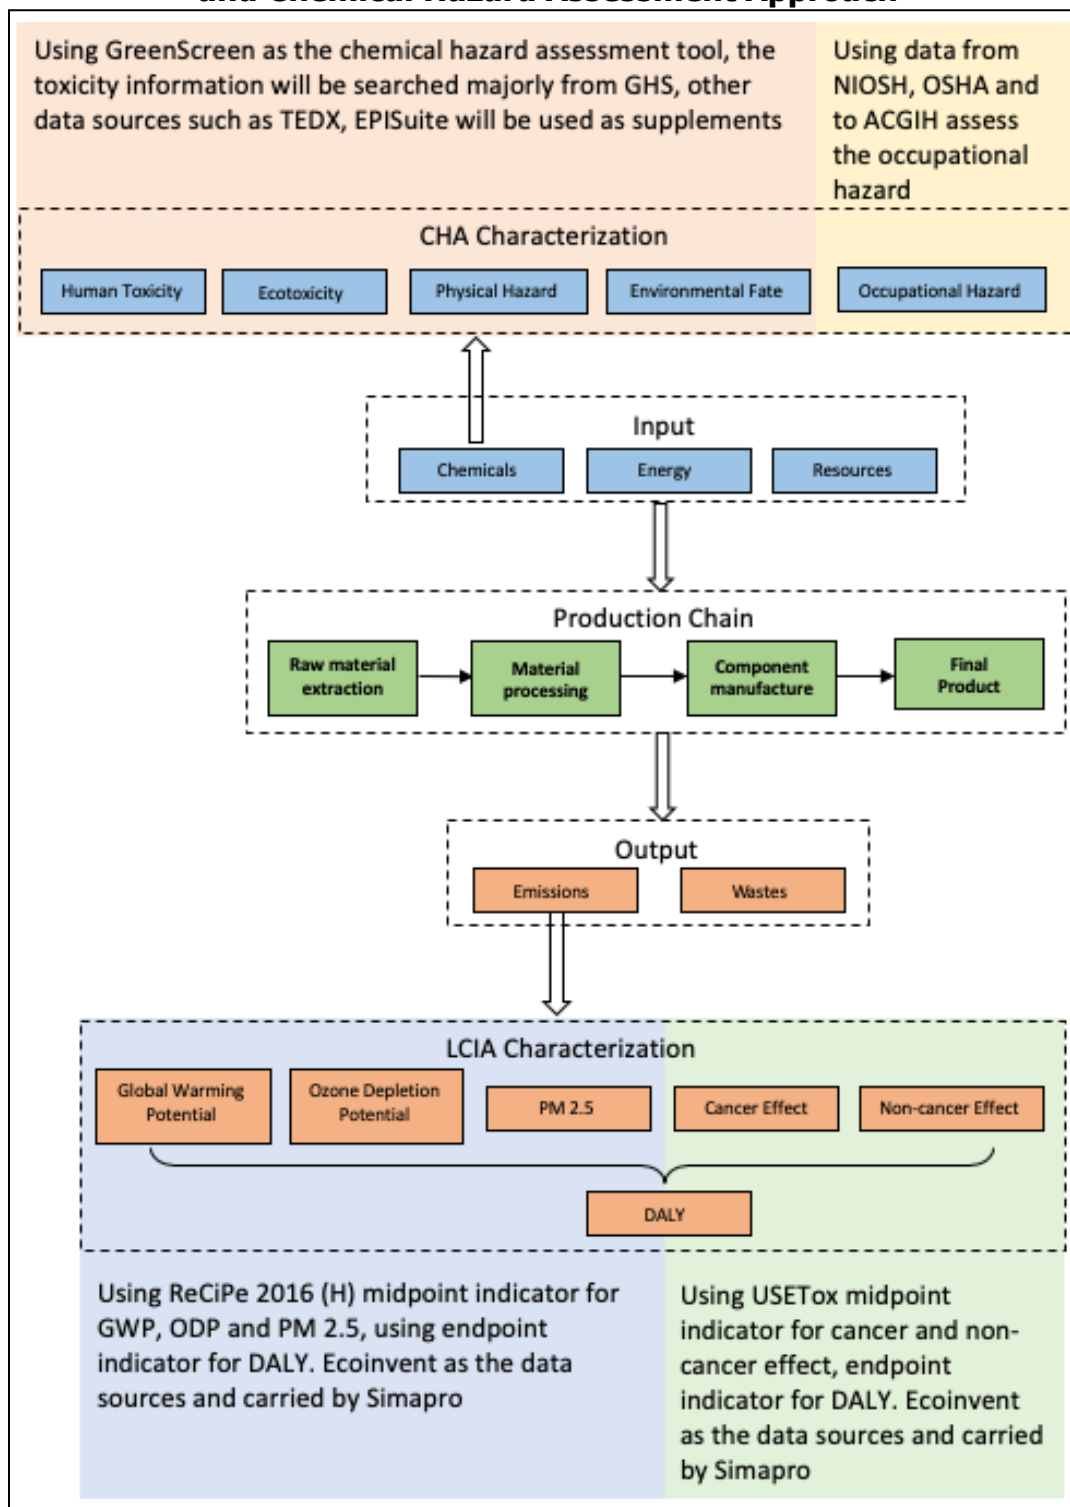 and Chemical Hazard Assessment Approach
Using GreenScreen as the chemical hazard assessment tool, the
toxicity information will be searched majorly from GHS, other
data sources such as TEDX, EPISuite will be used as supplements
Using data from
NIOSH, OSHA and
to ACGIH assess
the occupational
hazard
CHA Characterization
Human Toxicity
Ecotoxicity
Physical Hazard
Environmental Fate
Occupational Hazard
Input
Chemicals
Energy
Resources
Production Chain
Raw material
extraction
Material
processing
Component
manufacture
Final
Product
Output
Emissions
Wastes
LCIA Characterization
Global Warming
Potential
Ozone Depletion
Potential
PM 2.5
Cancer Effect
Non-cancer Effect
DALY
Using ReCiPe 2016 (H) midpoint indicator for
GWP, ODP and PM 2.5, using endpoint
indicator for DALY. Ecoinvent as the data
sources and carried by Simapro
Using USETox midpoint
indicator for cancer and non-
cancer effect, endpoint
indicator for DALY. Ecoinvent
as the data sources and carried
by Simapro